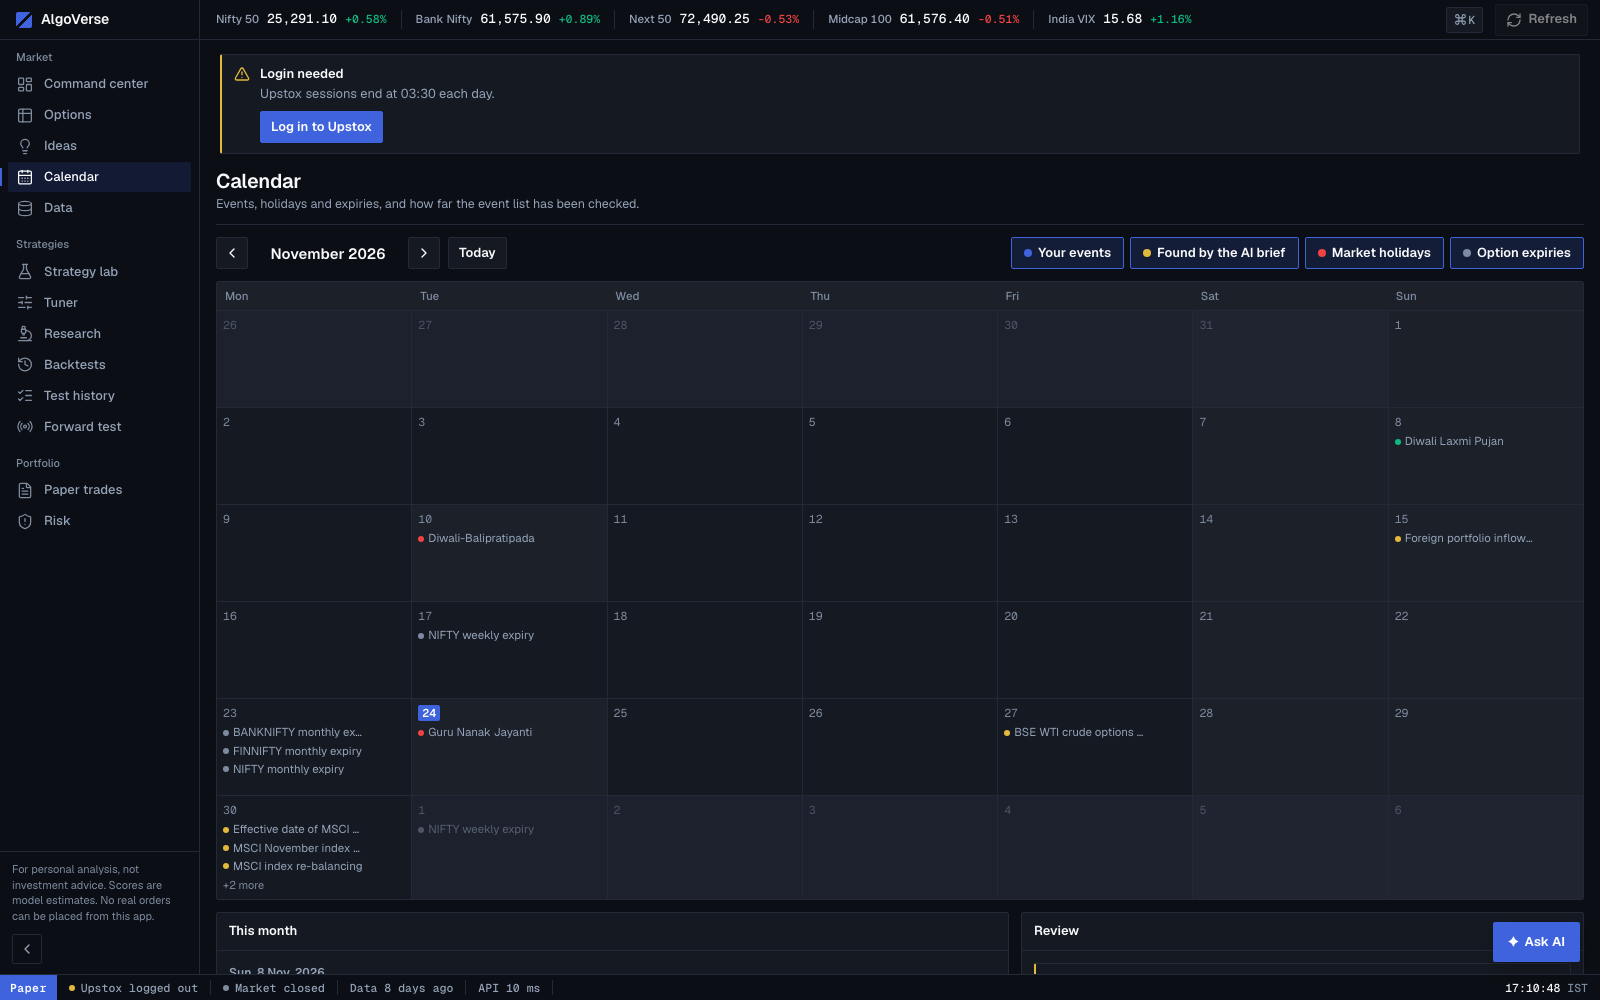 AlgoVerse
Nifty 50 25,291.10 +0.58%
Bank Nifty 61,575.90 +0.89%
Next 50 72,490.25 -0.53%
Midcap 100 61,576.40 -0.51%
India VIX 15.68 +1.16%
⌘K
Refresh
Market
Command center
Options
Ideas
Calendar
Data
Strategies
Strategy lab
Tuner
Research
Backtests
Test history
Forward test
Portfolio
Paper trades
Risk
For personal analysis, not
investment advice. Scores are
model estimates. No real orders
can be placed from this app.
Login needed
Upstox sessions end at 03:30 each day.
Log in to Upstox
Calendar
Events, holidays and expiries, and how far the event list has been checked.
November 2026
Today
Your events
Found by the AI brief
Market holidays
Option expiries
Mon Tue Wed Thu Fri Sat Sun
26 27 28 29 30 31 1
2 3 4 5 6 7 8
Diwali Laxmi Pujan
9 10 11 12 13 14 15
Diwali-Balipratipada
Foreign portfolio inflow…
16 17 18 19 20 21 22
NIFTY weekly expiry
23 24 25 26 27 28 29
BANKNIFTY monthly ex…
FINNIFTY monthly expiry
NIFTY monthly expiry
Guru Nanak Jayanti
BSE WTI crude options …
30 1 2 3 4 5 6
Effective date of MSCI …
MSCI November index …
MSCI index re-balancing
+2 more
NIFTY weekly expiry
This month
Sun, 8 Nov, 2026
Review
Ask AI
Paper
Upstox logged out
Market closed
Data 8 days ago
API 10 ms
17:10:48 IST